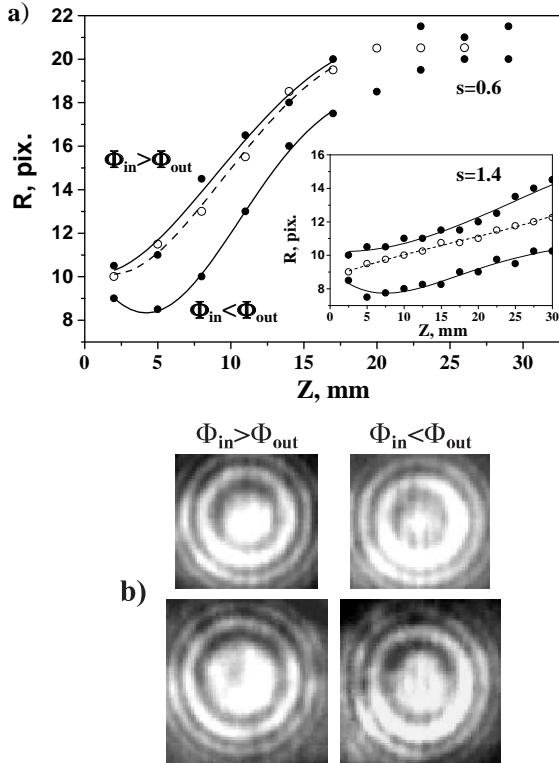 a)
22
20
18
16
14
12
10
8
R, pix.
s=0.6
Φin>Φout
Φin<Φout
16
14
12
10
8
R, pix.
s=1.4
0 5 10 15 20 25 30
Z, mm
0 5 10 15 20 25 30
Z, mm
Φin>Φout Φin<Φout
b)